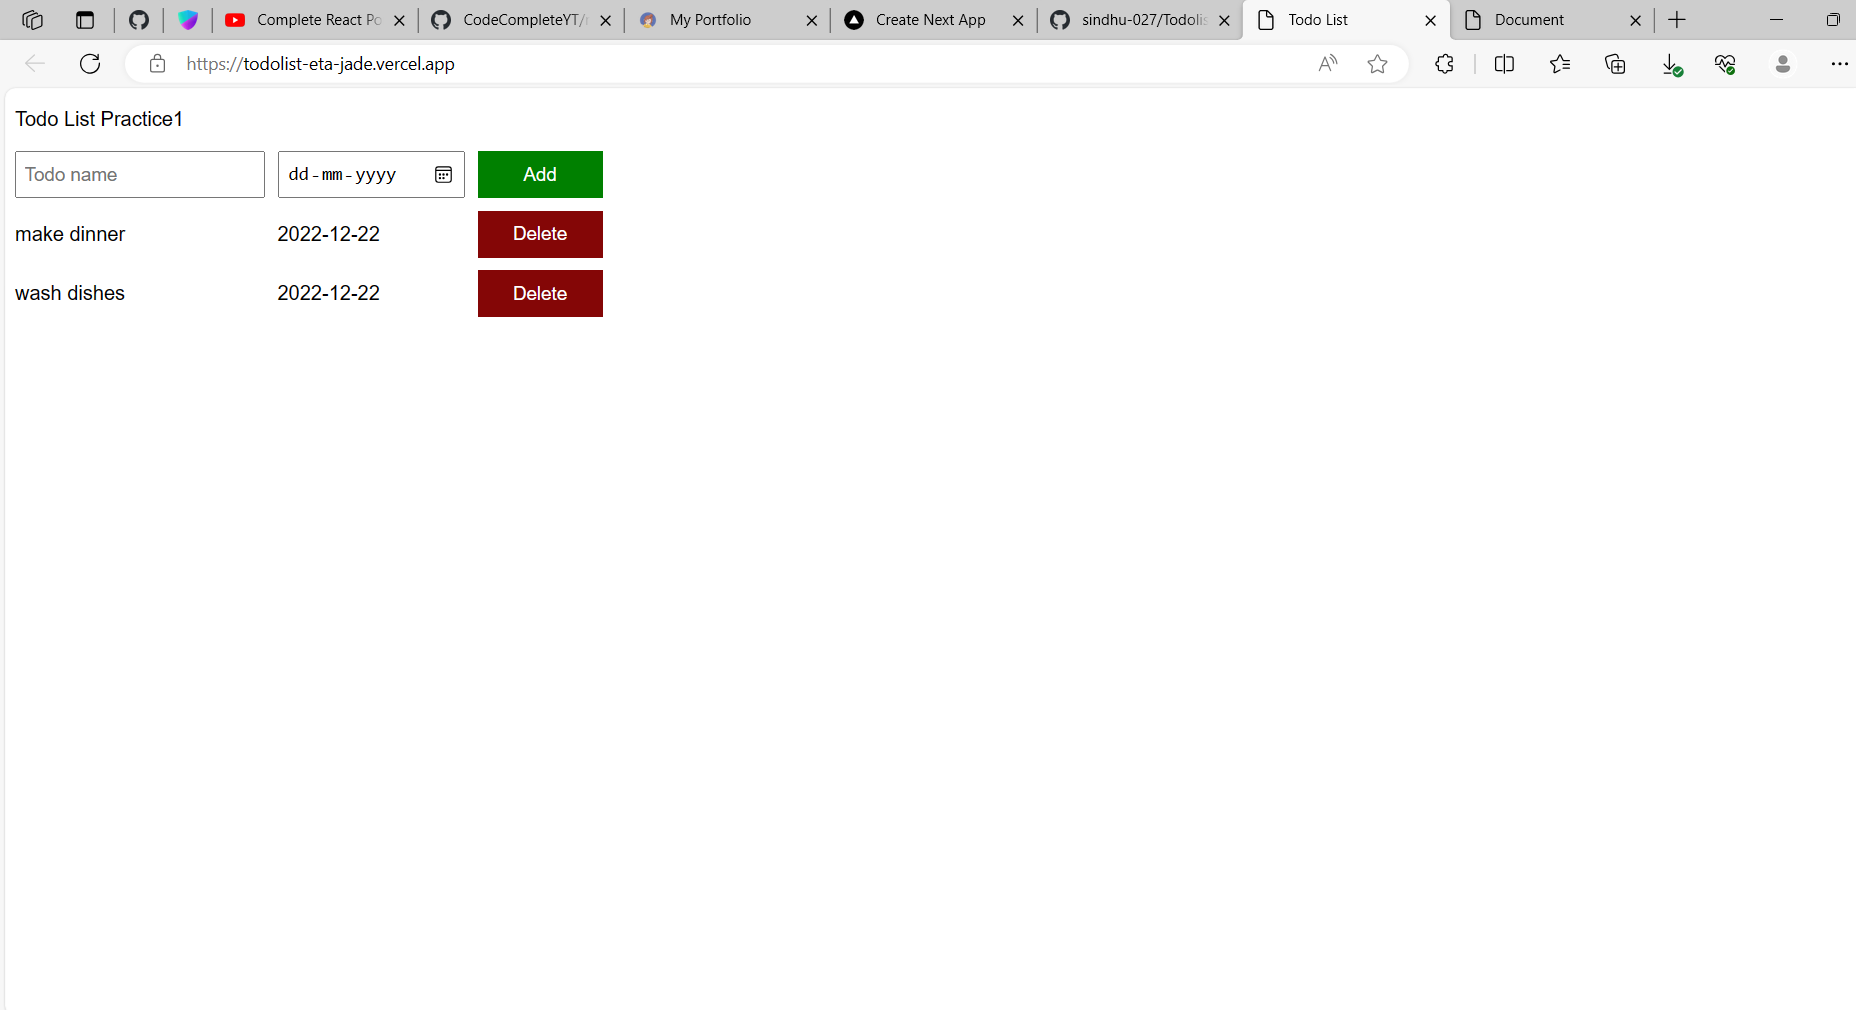 Complete React Po
CodeCompleteYT/
My Portfolio
Create Next App
sindhu-027/Todolis
Todo List
Document
https://todolist-eta-jade.vercel.app
Todo List Practice1
Todo name dd-mm-yyyy Add
make dinner 2022-12-22 Delete
wash dishes 2022-12-22 Delete